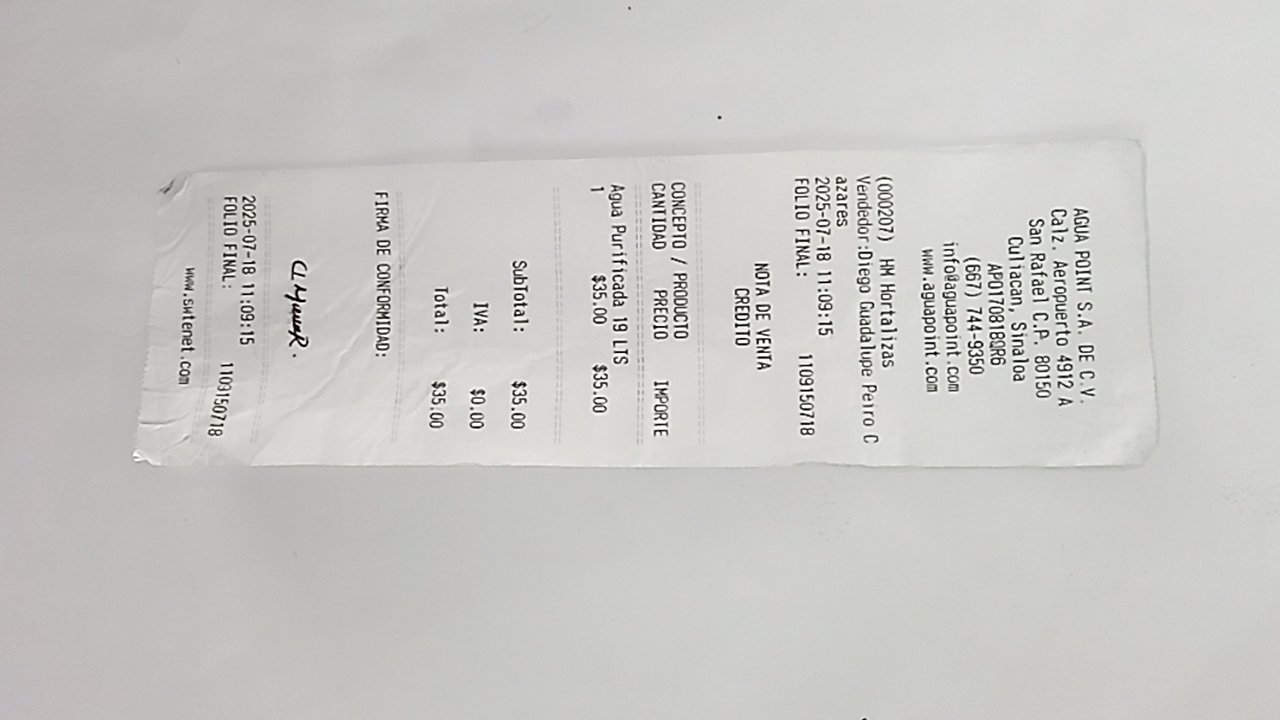 AGUA POINT S.A. DE C.V.
Calz. Aeropuerto 4912 A
San Rafael C.P. 80150
Culiacan, Sinaloa
APO170818QR6
(667) 744-9350
info@aguapoint.com
www.aguapoint.com
(000207) HM Hortalizas
Vendedor:Diego Guadalupe Peiro C
azares
2025-07-18 11:09:15
FOLIO FINAL: 1109150718
NOTA DE VENTA
CREDITO
CONCEPTO / PRODUCTO
CANTIDAD PRECIO IMPORTE
Agua Purificada 19 LTS
1 $35.00 $35.00
SubTotal: $35.00
IVA: $0.00
Total: $35.00
FIRMA DE CONFORMIDAD:
2025-07-18 11:09:15
FOLIO FINAL: 1109150718
www.swtenet.com